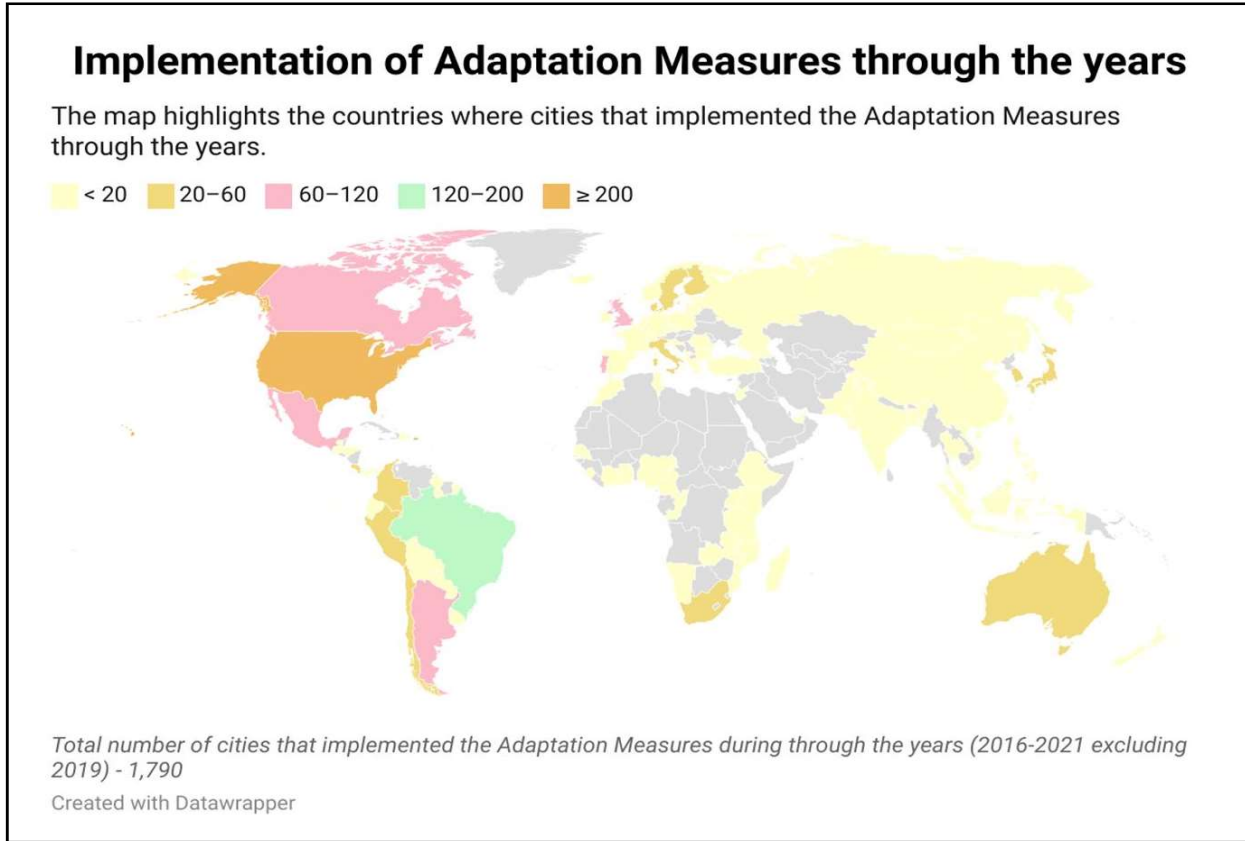 Implementation of Adaptation Measures through the years
The map highlights the countries where cities that implemented the Adaptation Measures
through the years.
< 20 20–60 60–120 120–200 ≥ 200
Total number of cities that implemented the Adaptation Measures during through the years (2016-2021 excluding
2019) - 1,790
Created with Datawrapper